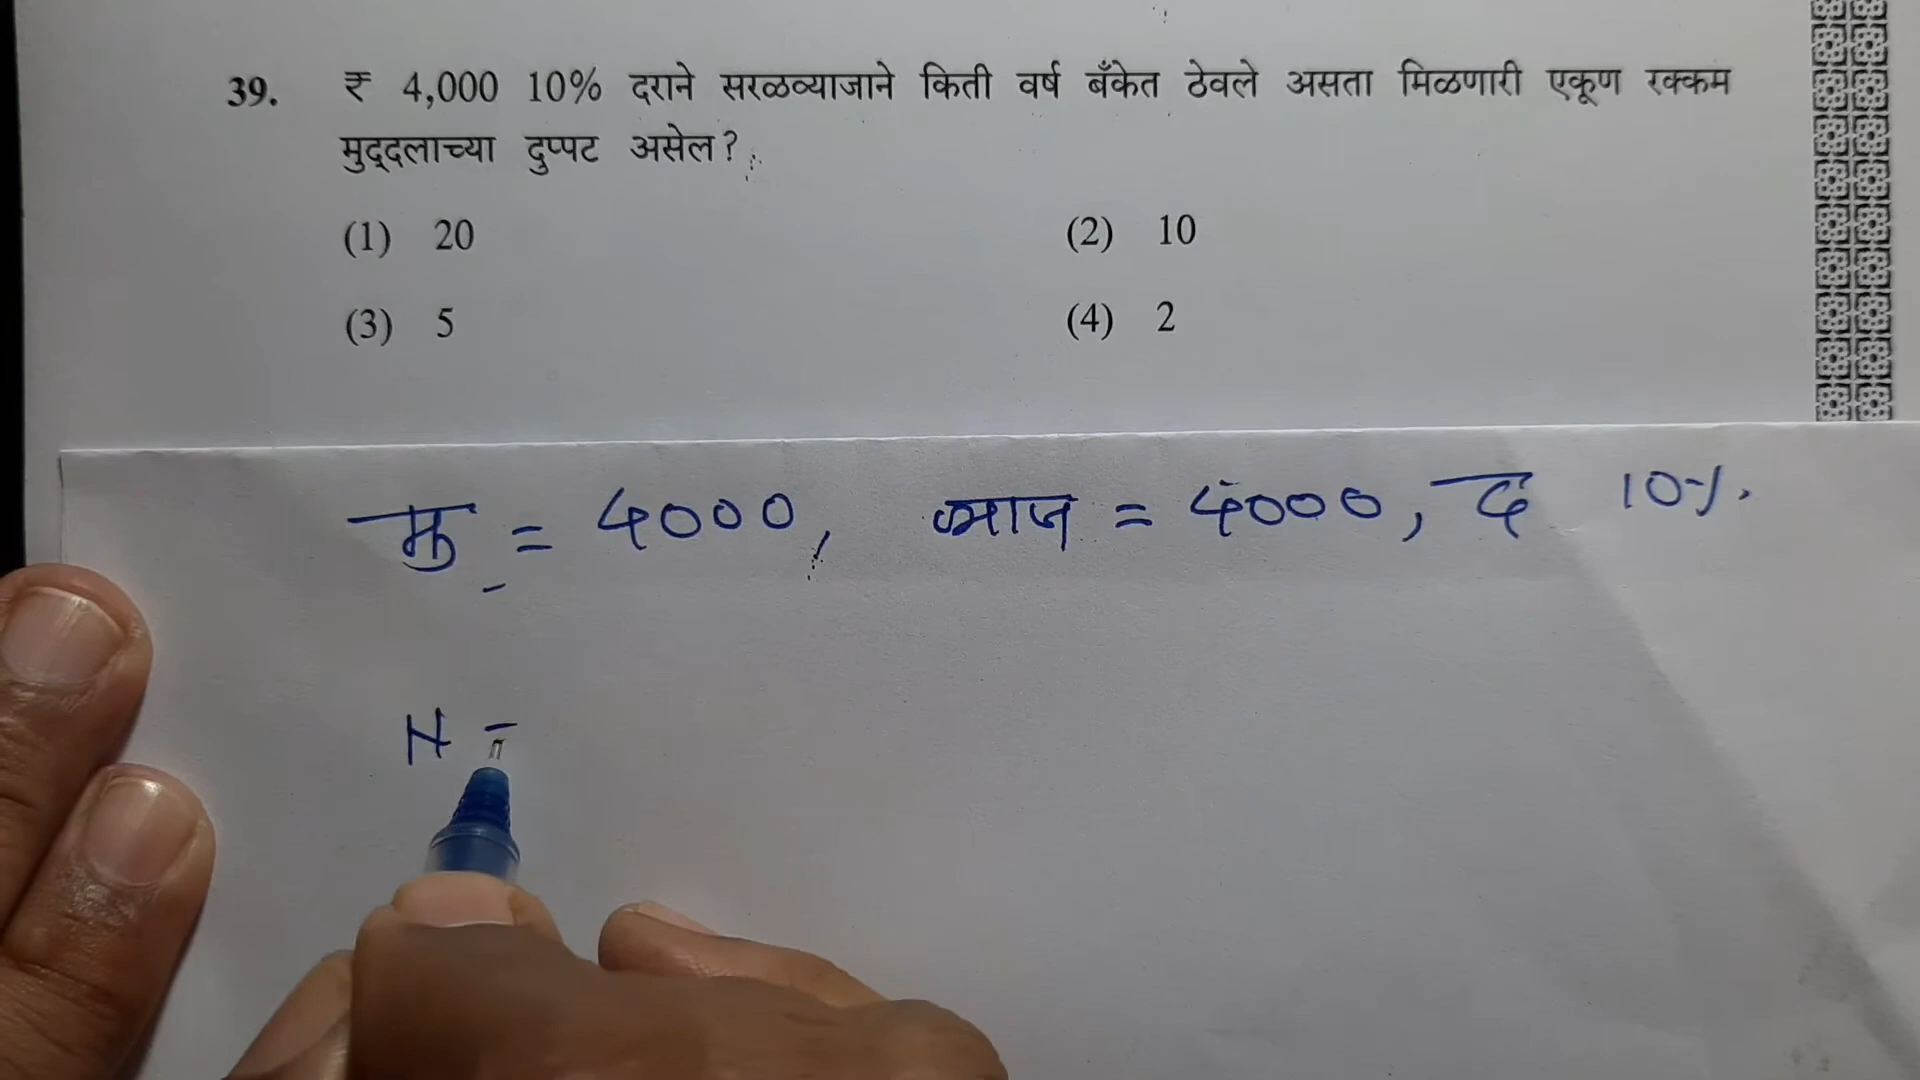 39. ₹ 4,000 10% दराने सरळव्याजाने किती वर्ष बँकेत ठेवले असता मिळणारी एकूण रक्कम
मुद्दलाच्या दुप्पट असेल?
(1) 20 (2) 10
(3) 5 (4) 2
मु = 4000, व्याज = 4000, द 10%.